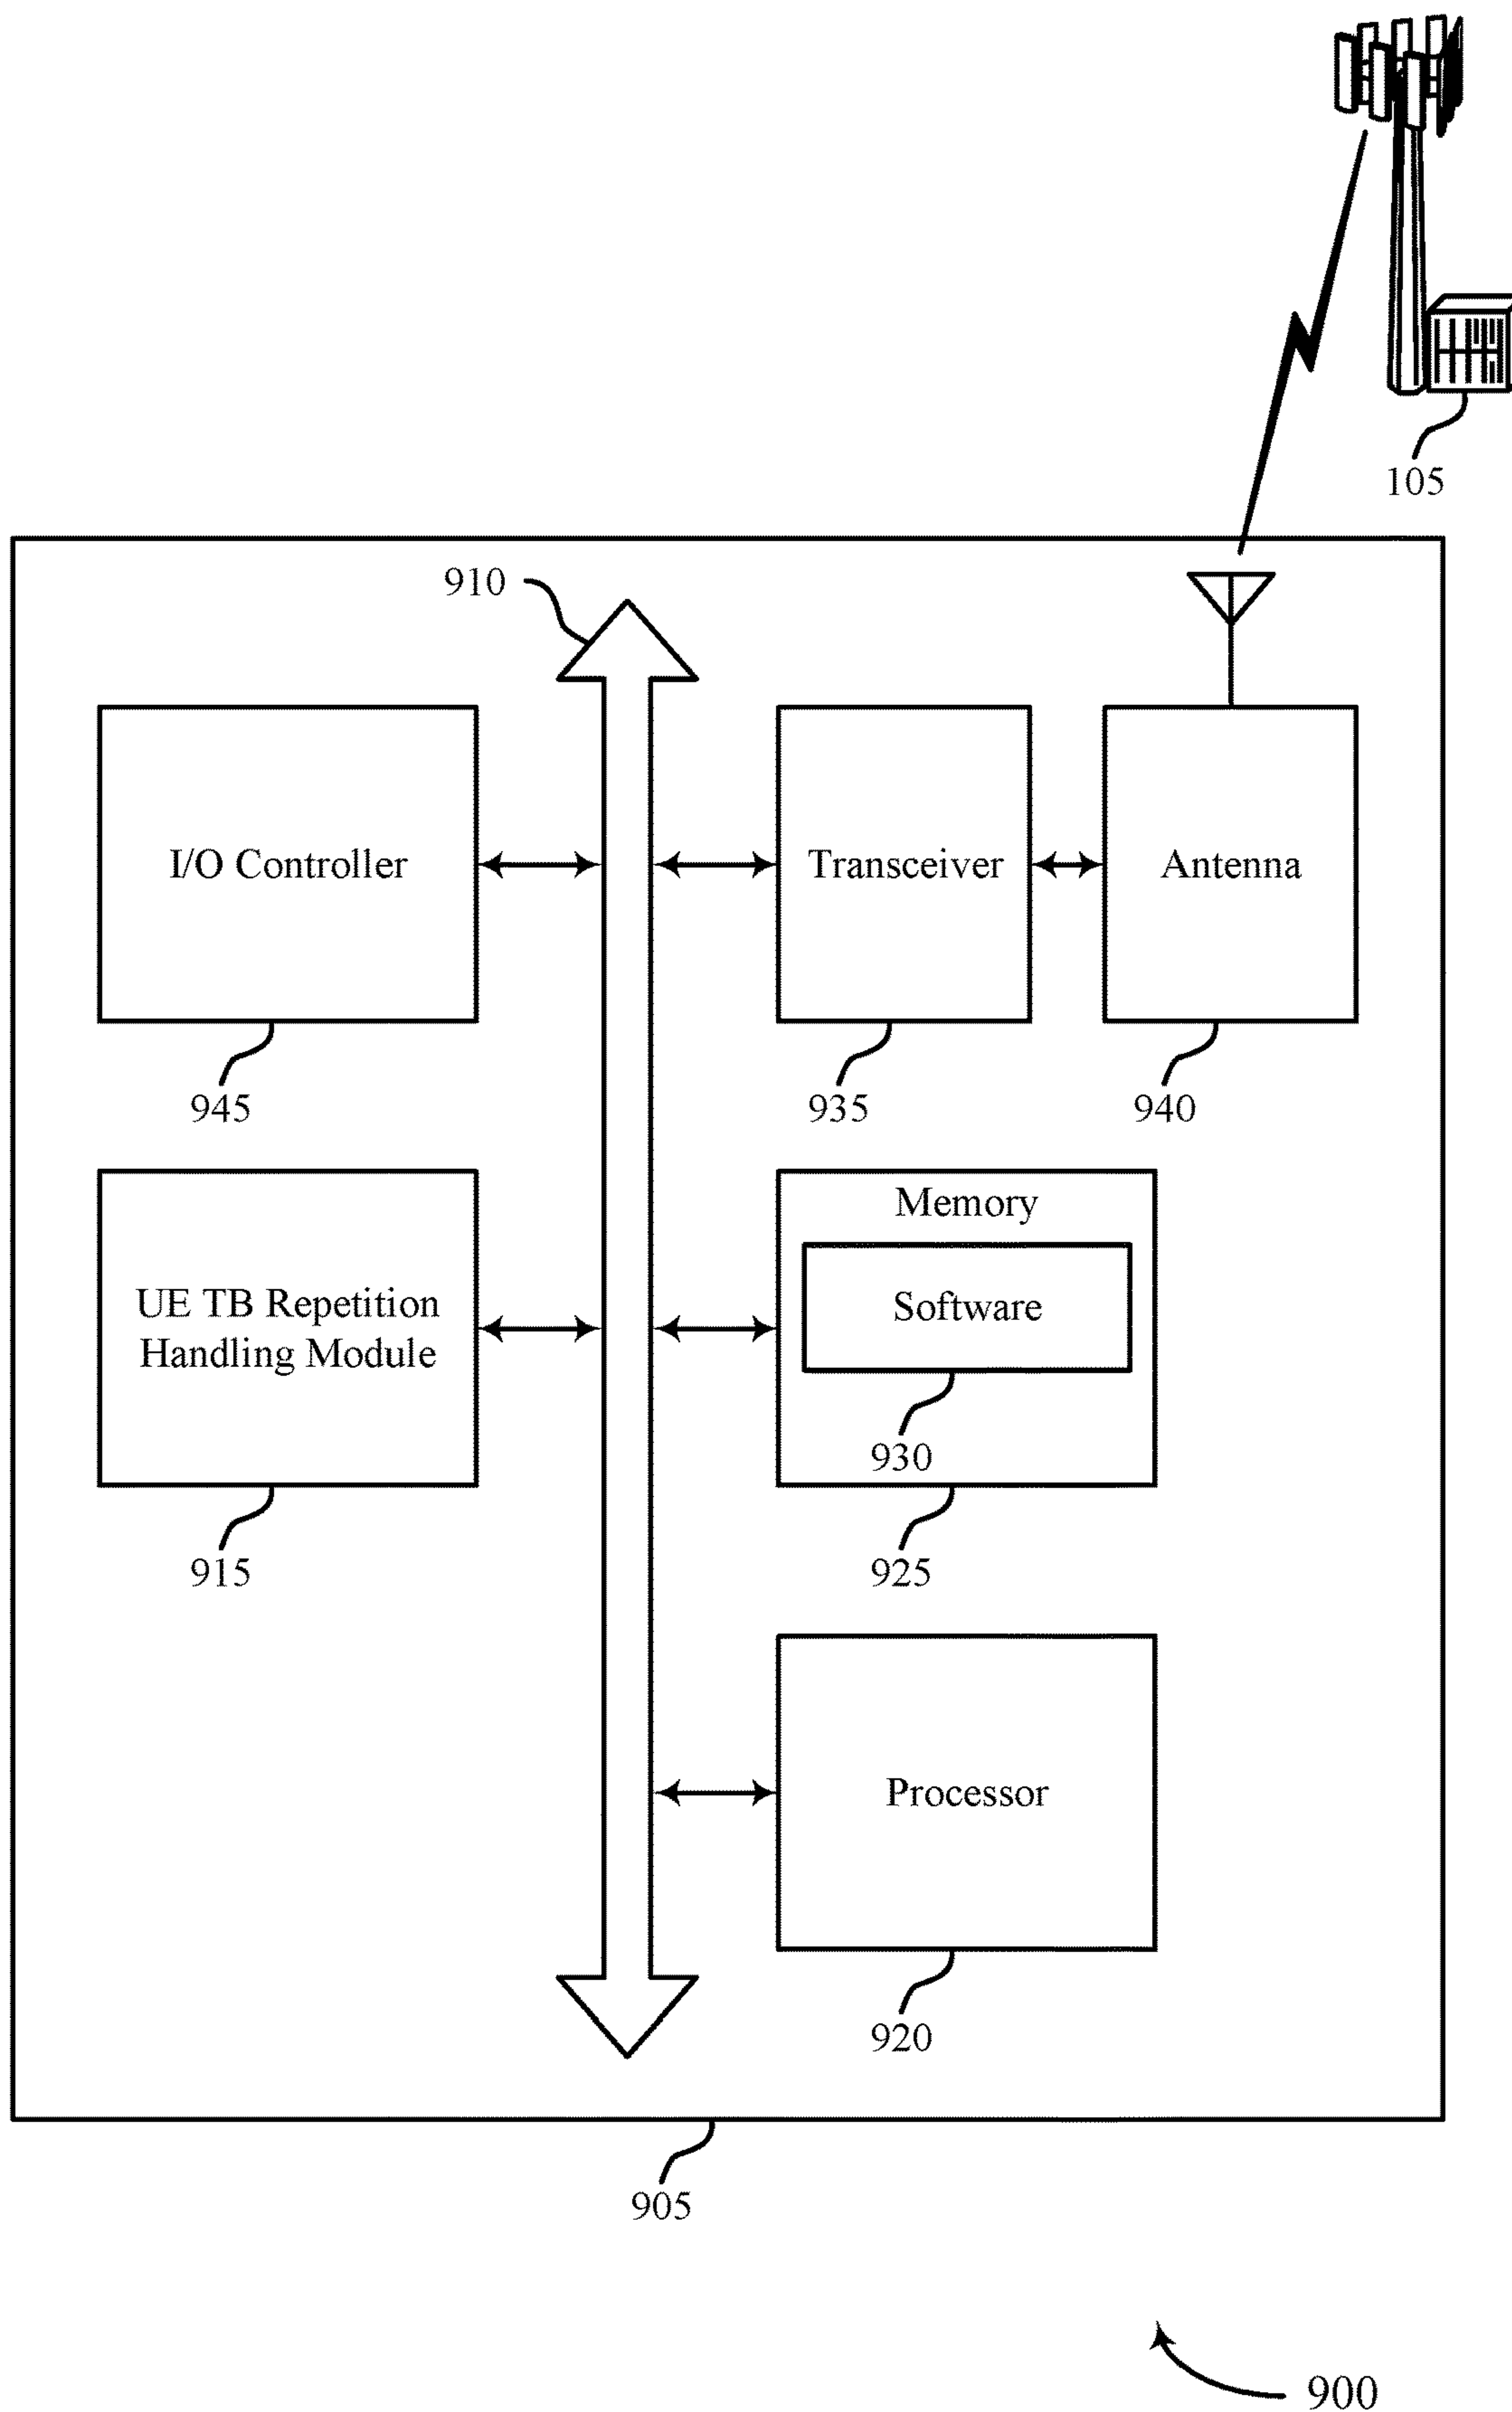 105
910
I/O Controller
Transceiver
Antenna
945
935
940
UE TB Repetition
Handling Module
Memory
Software
930
915
925
Processor
920
905
900